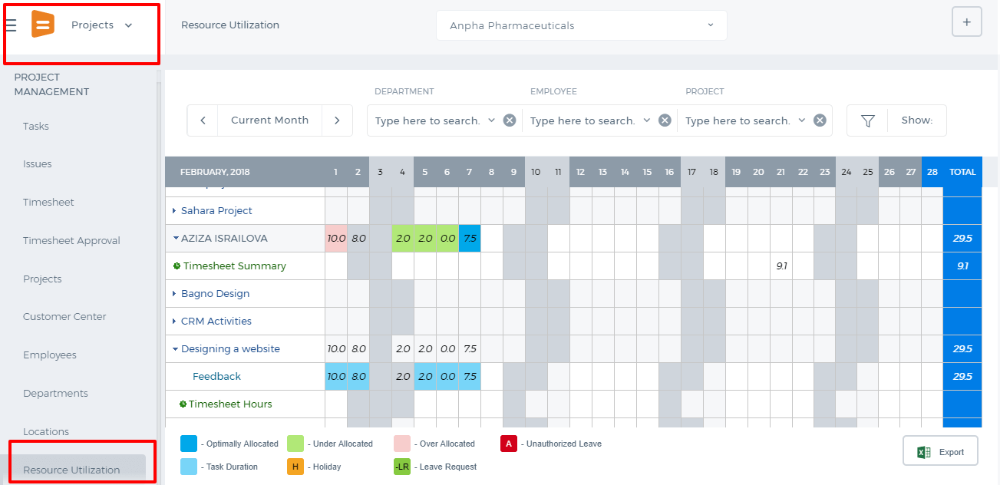 Projects
Resource Utilization
Anpha Pharmaceuticals
+
PROJECT
MANAGEMENT
Tasks
Issues
Timesheet
Timesheet Approval
Projects
Customer Center
Employees
Departments
Locations
Resource Utilization
DEPARTMENT EMPLOYEE PROJECT
Current Month Type here to search. Type here to search. Type here to search. Show:
FEBRUARY, 2018 1 2 3 4 5 6 7 8 9 10 11 12 13 14 15 16 17 18 19 20 21 22 23 24 25 26 27 28 TOTAL
Sahara Project
AZIZA ISRAILOVA 10.0 8.0 2.0 2.0 0.0 7.5 29.5
Timesheet Summary 9.1 9.1
Bagno Design
CRM Activities
Designing a website 10.0 8.0 2.0 2.0 0.0 7.5 29.5
Feedback 10.0 8.0 2.0 2.0 0.0 7.5 29.5
Timesheet Hours
- Optimally Allocated - Under Allocated - Over Allocated A - Unauthorized Leave
- Task Duration H - Holiday -LR - Leave Request
Export